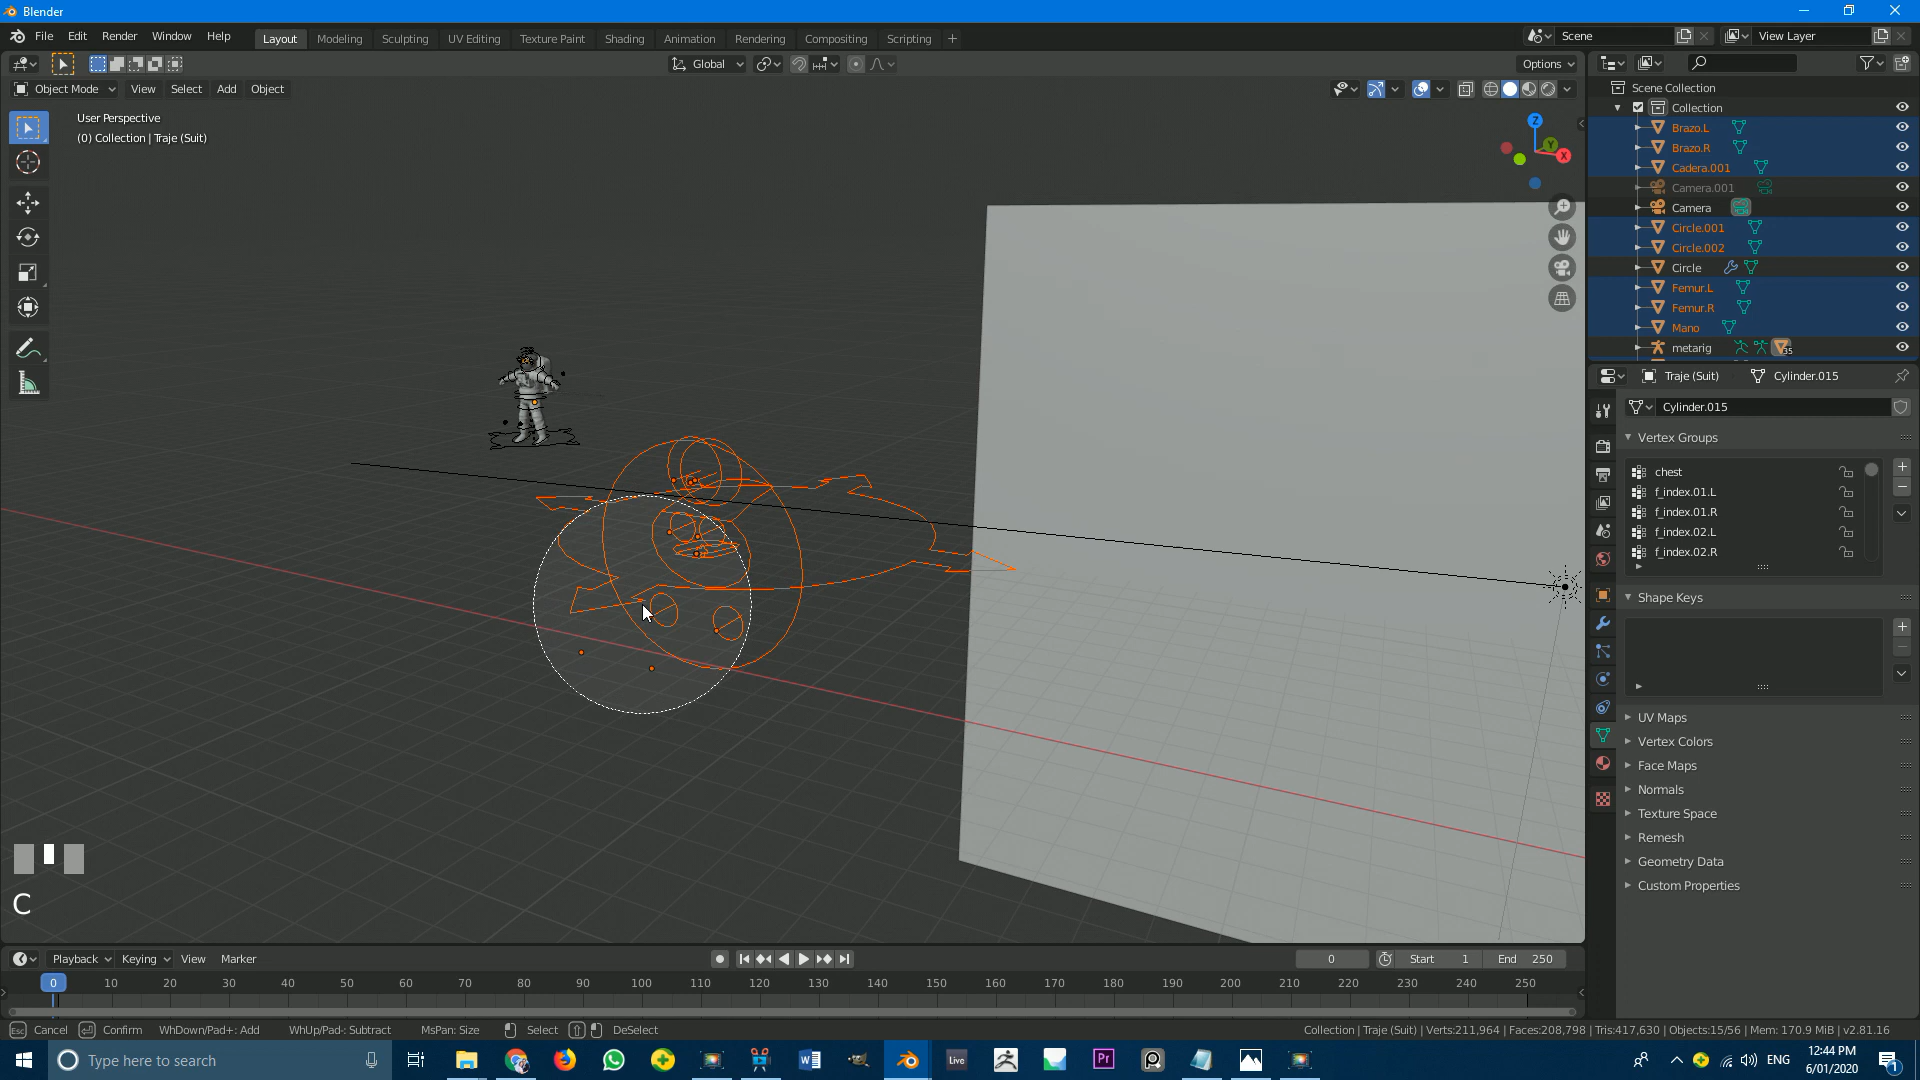 Blender
File Edit Render Window Help
Layout Modeling Sculpting UV Editing Texture Paint Shading Animation Rendering Compositing Scripting
Scene
View Layer
Global
Options
Object Mode View Select Add Object
User Perspective
(0) Collection | Traje (Suit)
Z
Y
X
Scene Collection
Collection
Brazo.L
Brazo.R
Cadera.001
Camera.001
Camera
Circle.001
Circle.002
Circle
Femur.L
Femur.R
Mano
metarig
35
Traje (Suit) Cylinder.015
Cylinder.015
Vertex Groups
chest
f_index.01.L
f_index.01.R
f_index.02.L
f_index.02.R
Shape Keys
UV Maps
Vertex Colors
Face Maps
Normals
Texture Space
Remesh
Geometry Data
Custom Properties
C
Playback Keying View Marker
0 Start 1 End 250
0 10 20 30 40 50 60 70 80 90 100 110 120 130 140 150 160 170 180 190 200 210 220 230 240 250
Esc Cancel Confirm WhDown/Pad+: Add WhUp/Pad-: Subtract MsPan: Size Select DeSelect
Collection | Traje (Suit) | Verts:211,964 | Faces:208,798 | Tris:417,630 | Objects:15/56 | Mem: 170.9 MiB | v2.81.16
Type here to search
Live
Pr
ENG
12:44 PM
6/01/2020
1